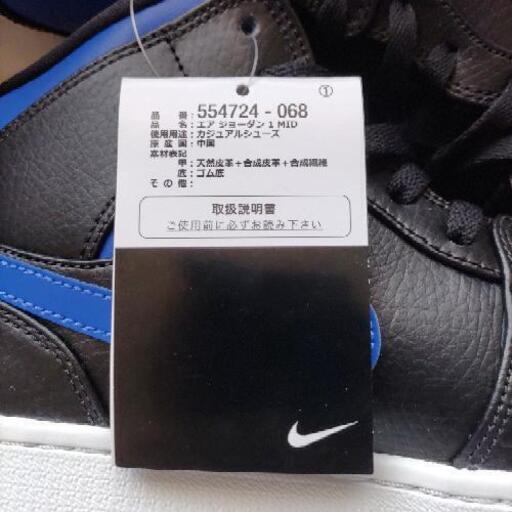 ①
品 番：554724 - 068
品 名：エア ジョーダン 1 MID
使用用途：カジュアルシューズ
原 産 国：中国
素材表記
甲：天然皮革＋合成皮革＋合成繊維
底：ゴム底
そ の 他：
取扱説明書
ご使用前に必ずお読み下さい